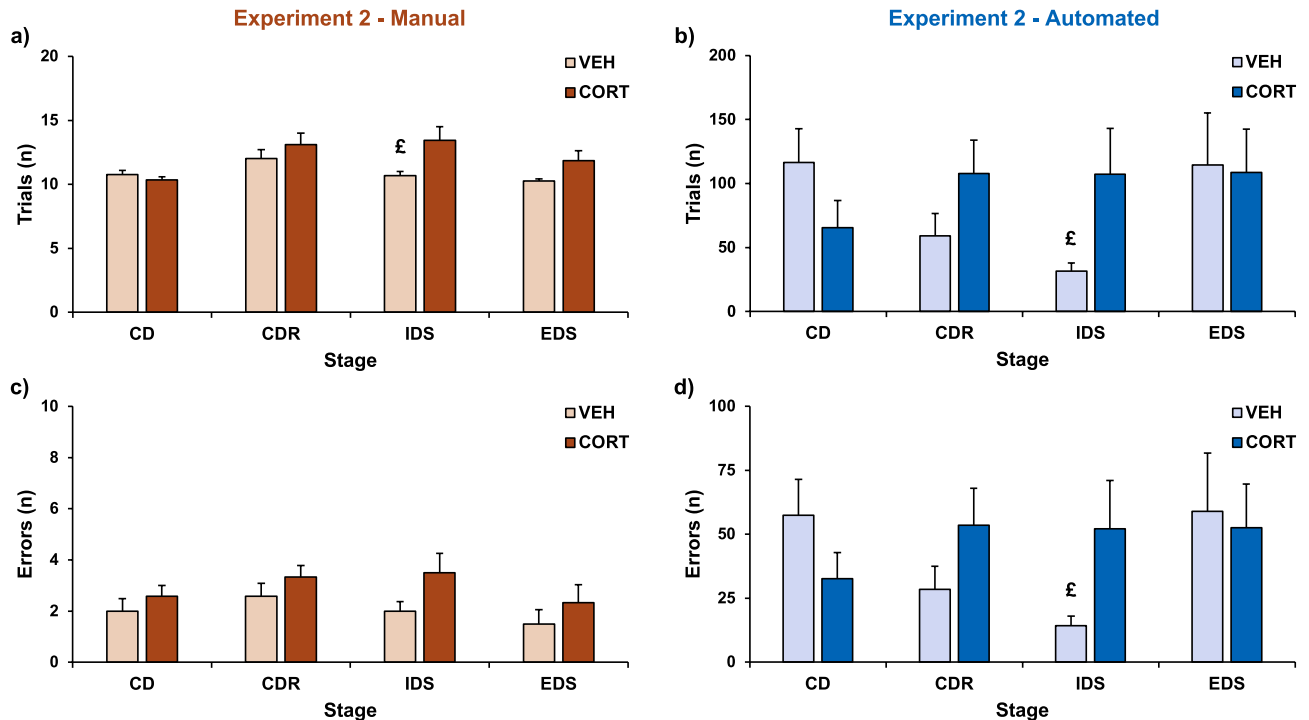 Experiment 2 - Manual
Experiment 2 - Automated
a)
Trials (n)
20
15
10
5
0
VEH
CORT
£
CD
CDR
IDS
EDS
Stage
b)
Trials (n)
200
150
100
50
0
VEH
CORT
£
CD
CDR
IDS
EDS
Stage
c)
Errors (n)
10
8
6
4
2
0
VEH
CORT
CD
CDR
IDS
EDS
Stage
d)
Errors (n)
100
75
50
25
0
VEH
CORT
£
CD
CDR
IDS
EDS
Stage